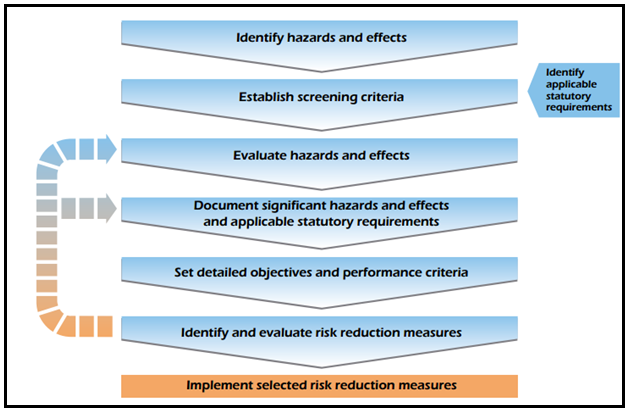 Identify hazards and effects
Establish screening criteria
Identify
applicable
statutory
requirements
Evaluate hazards and effects
Document significant hazards and effects
and applicable statutory requirements
Set detailed objectives and performance criteria
Identify and evaluate risk reduction measures
Implement selected risk reduction measures